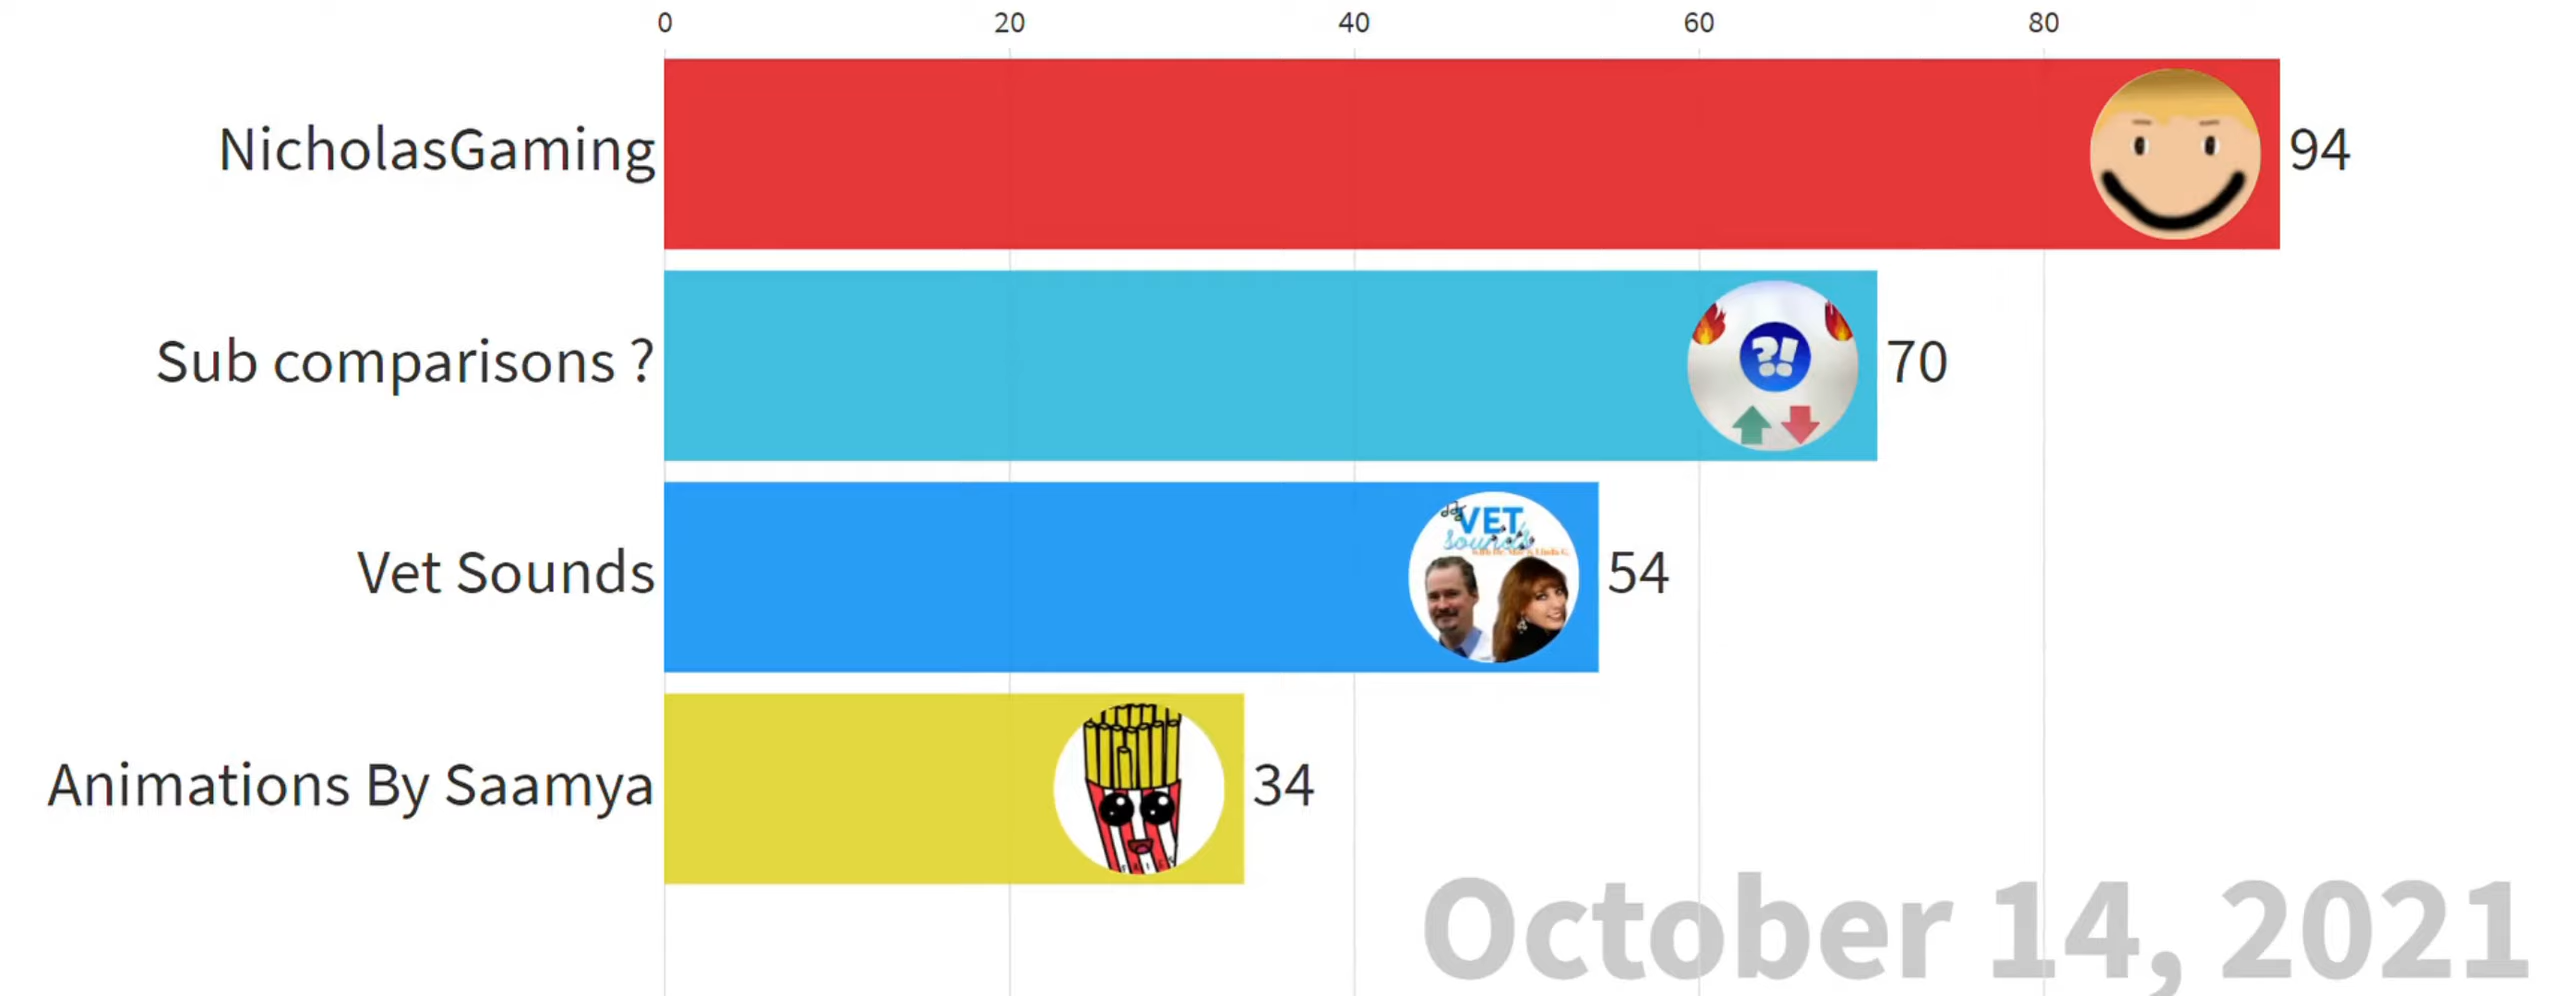 0 20 40 60 80
NicholasGaming 94
Sub comparisons ? ?! 70
VET
sounds
Vet Sounds 54
Animations By Saamya 34
October 14, 2021